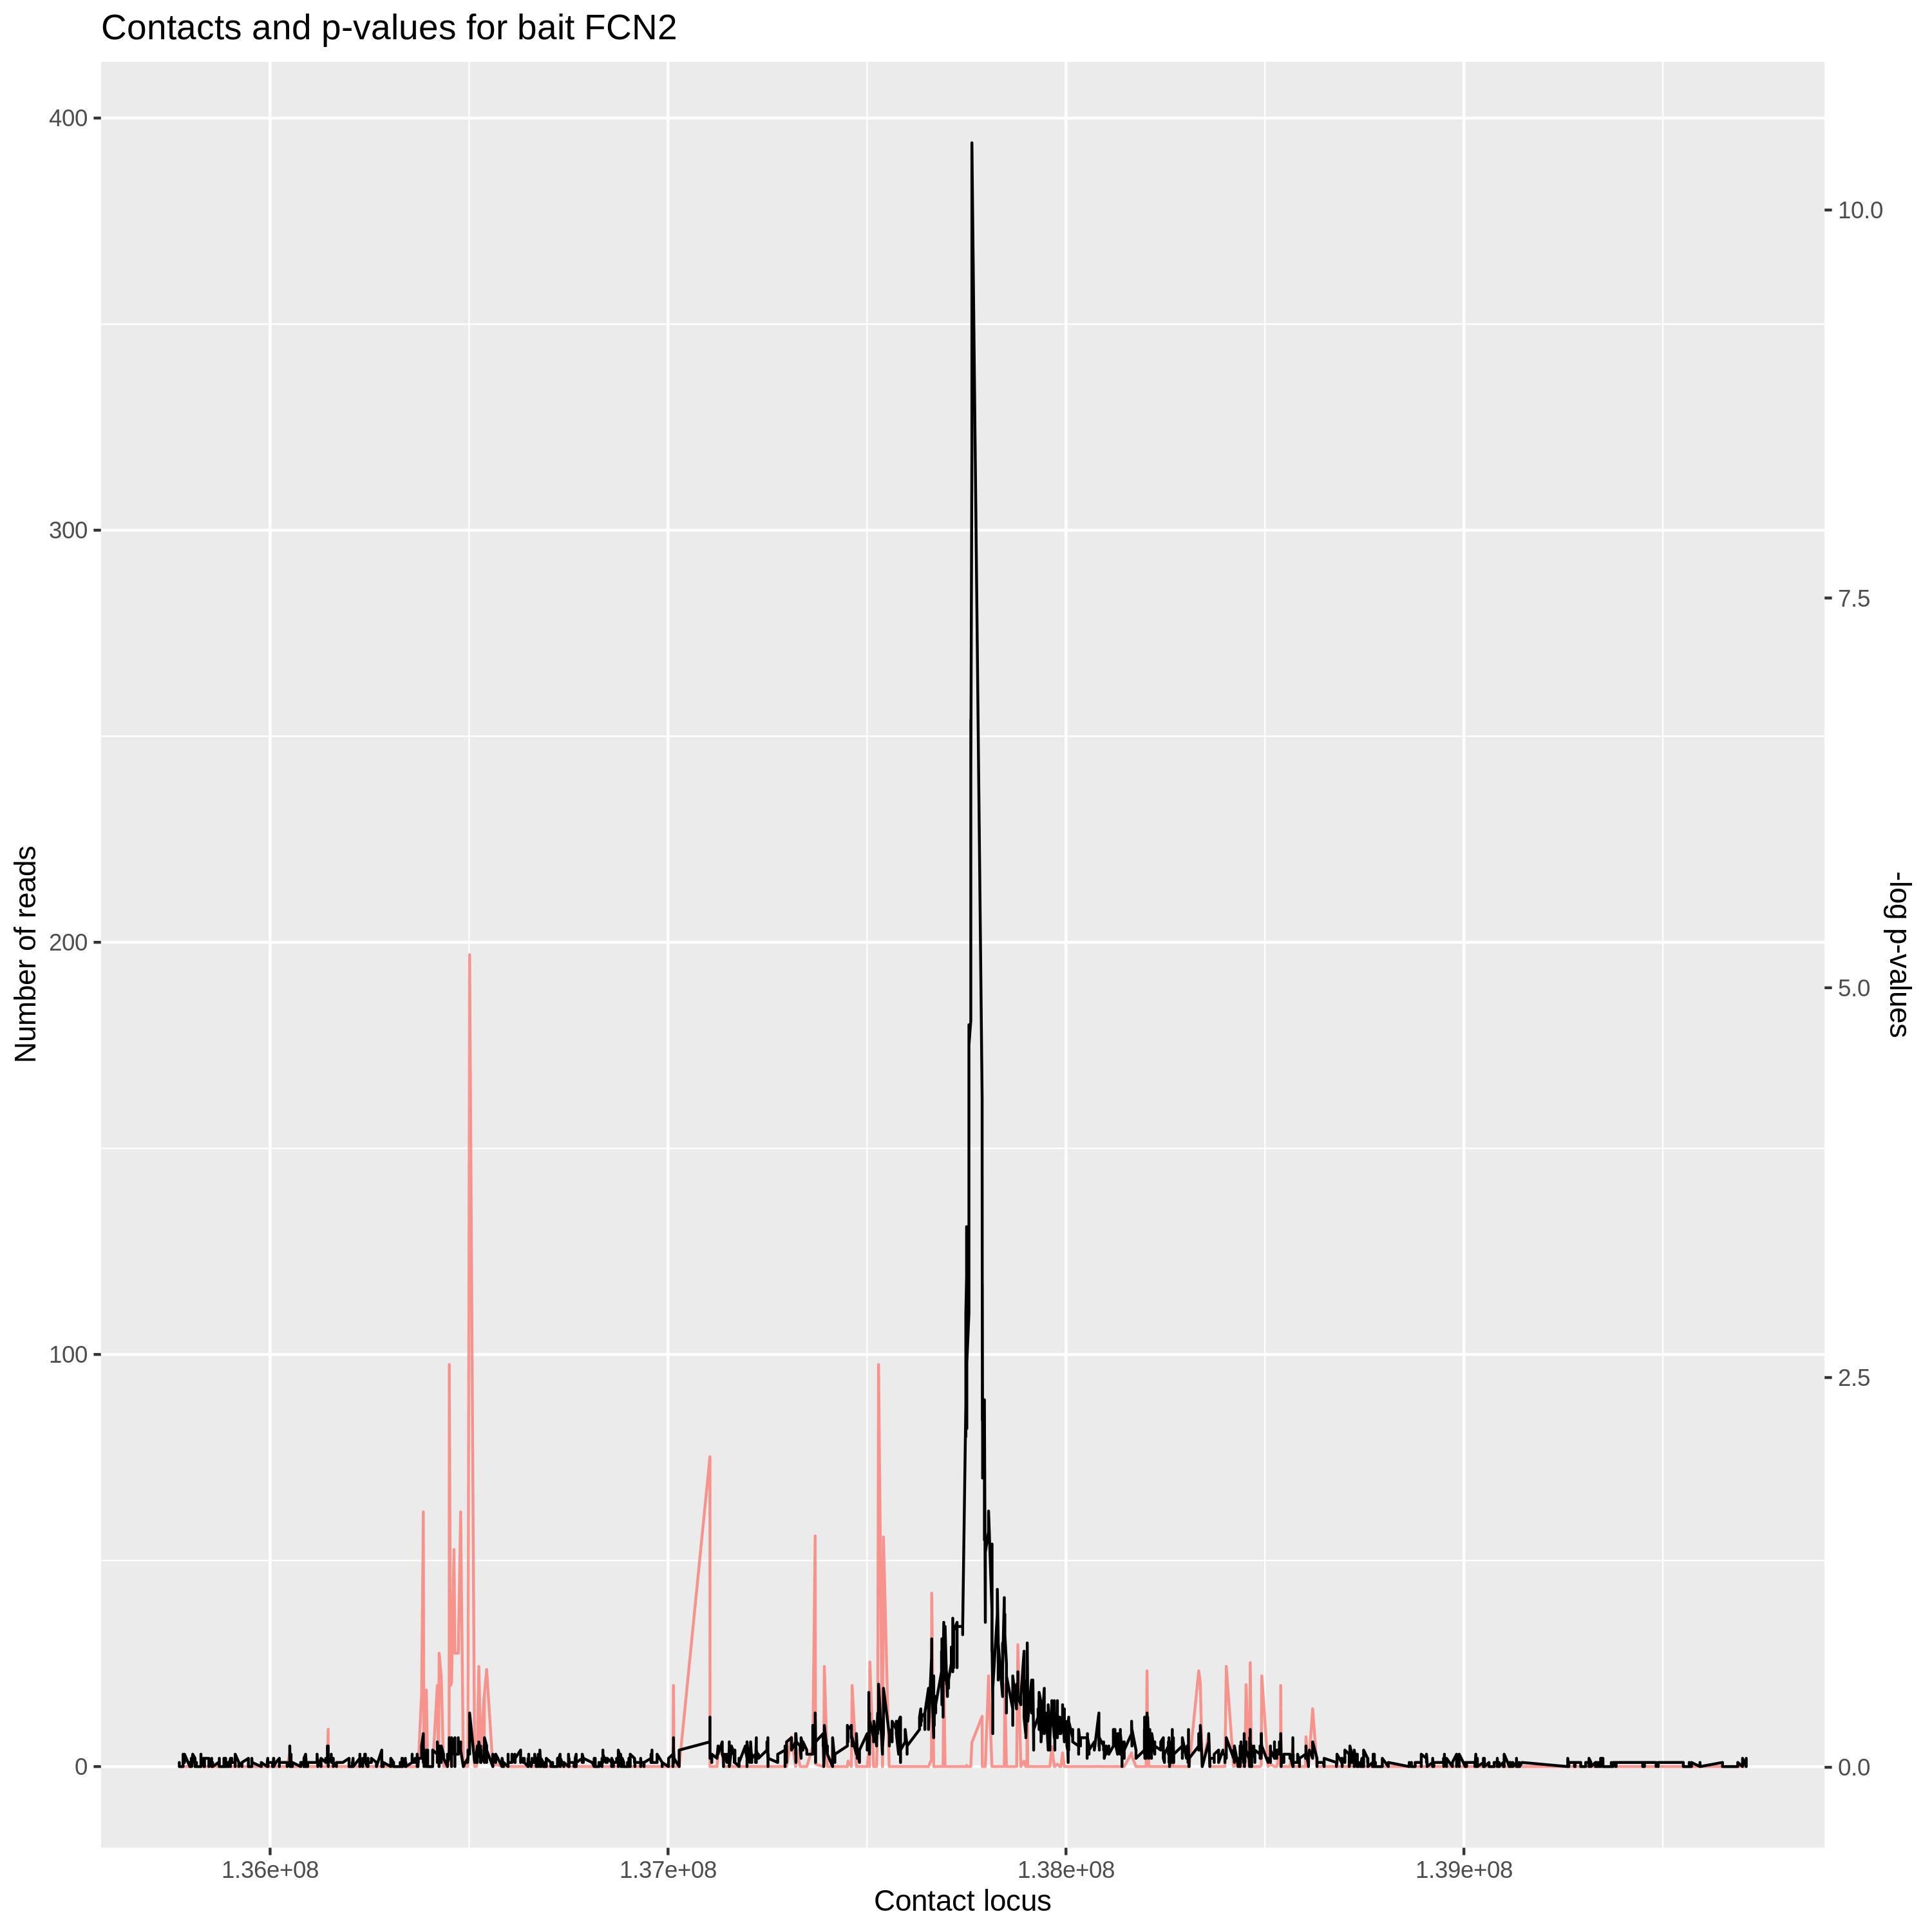 Contacts and p-values for bait FCN2
400
300
200
100
0
Number of reads
10.0
7.5
5.0
2.5
0.0
-log p-values
1.36e+08
1.37e+08
1.38e+08
1.39e+08
Contact locus